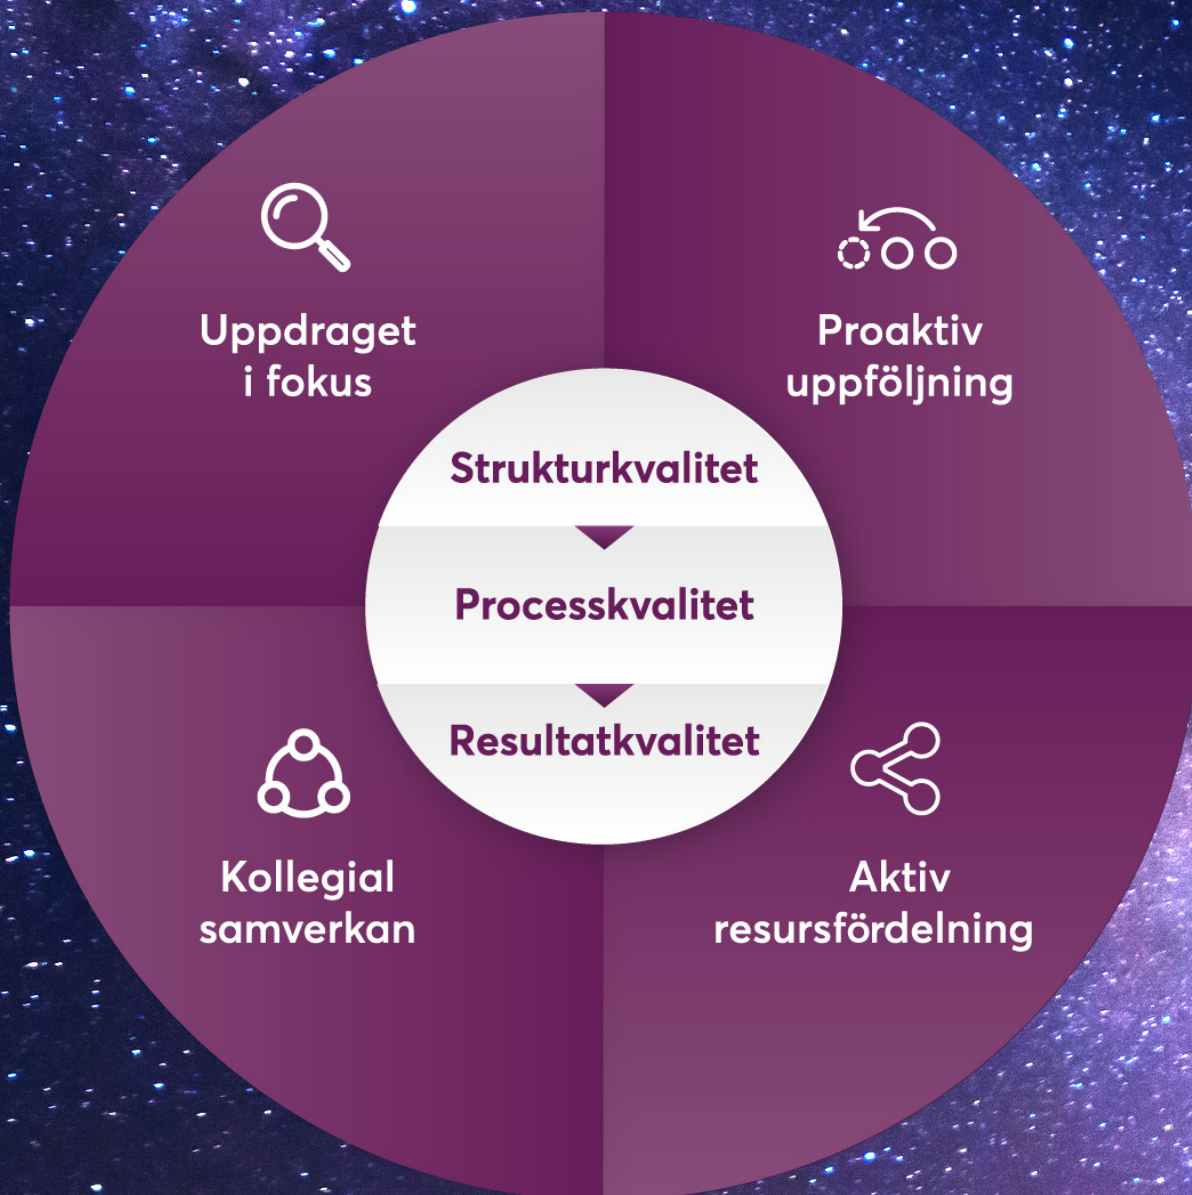 Uppdraget
i fokus
Proaktiv
uppföljning
Strukturkvalitet
Processkvalitet
Resultatkvalitet
Kollegial
samverkan
Aktiv
resursfördelning